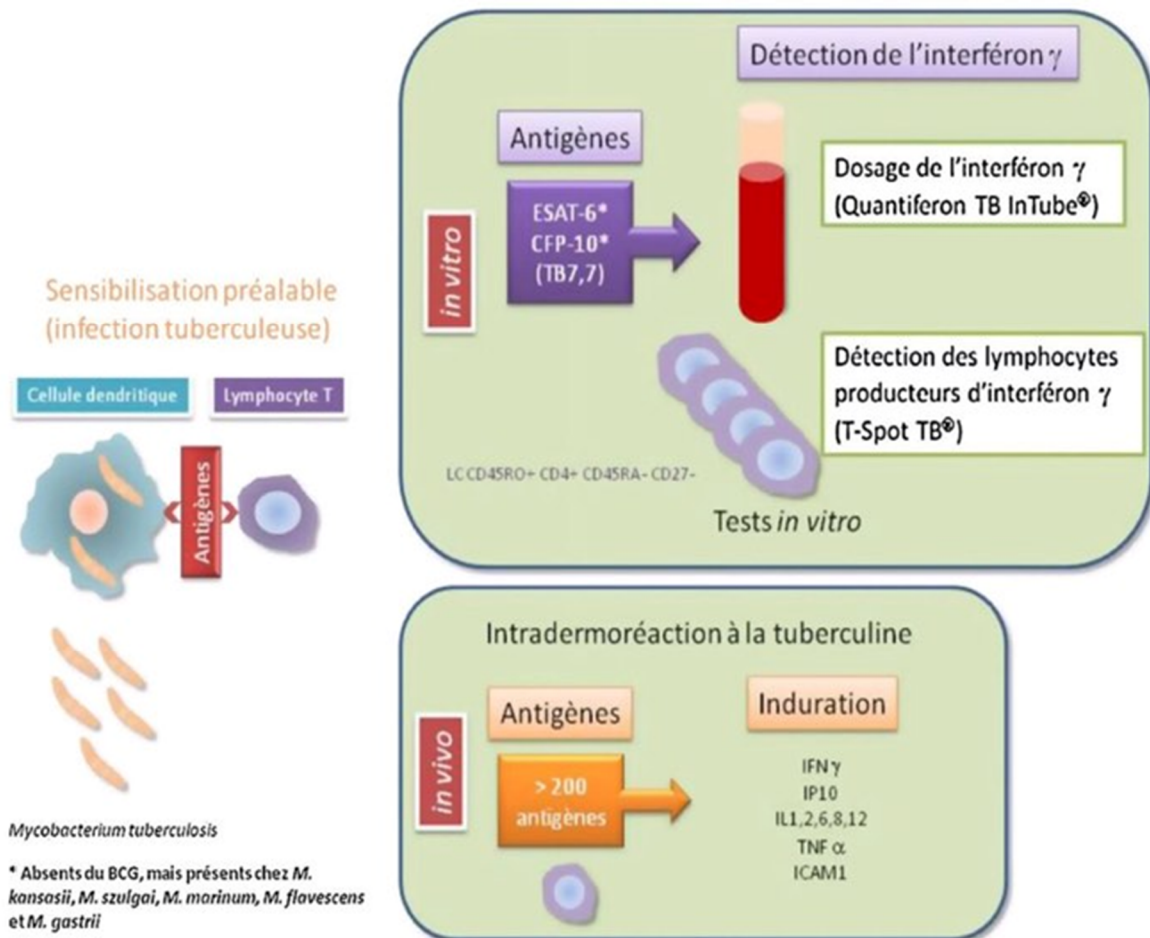 Sensibilisation préalable
(infection tuberculeuse)
Cellule dendritique
Lymphocyte T
Antigènes
Mycobacterium tuberculosis
* Absents du BCG, mais présents chez M.
kansasii, M. szulgai, M. marinum, M. flavescens
et M. gastrii
Détection de l'interféron γ
Antigènes
in vitro
ESAT-6*
CFP-10*
(TB7,7)
Dosage de l'interféron γ
(Quantiferon TB InTube®)
Détection des lymphocytes
producteurs d'interféron γ
(T-Spot TB®)
LC CD45RO+ CD4+ CD45RA- CD27-
Tests in vitro
Intradermoréaction à la tuberculine
Antigènes
Induration
in vivo
> 200
antigènes
IFN γ
IP10
IL1,2,6,8,12
TNF α
ICAM1